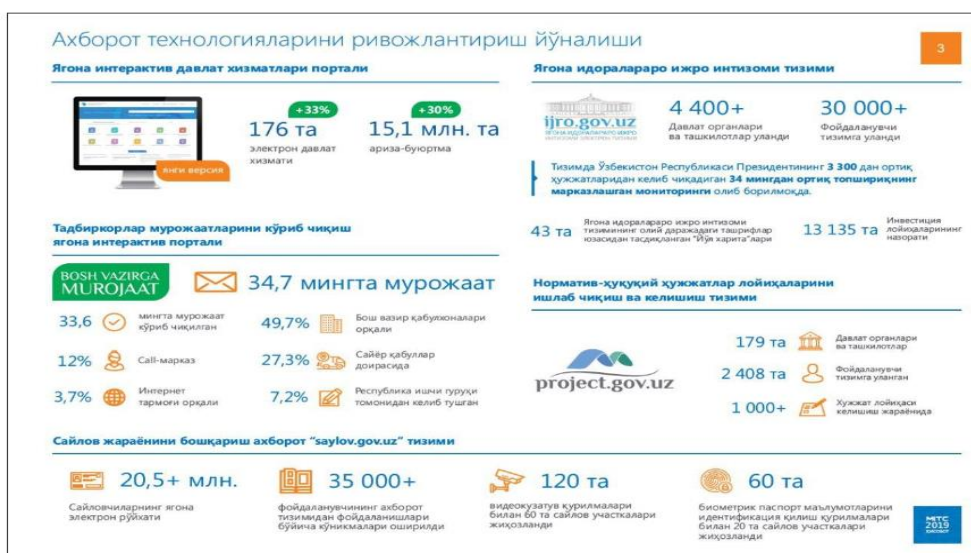 Ахборот технологияларини ривожлантириш йўналиши
3
Ягона интерактив давлат хизматлари портали
+33%
176 та
электрон давлат
хизмати
+30%
15,1 млн. та
ариза-буюртма
янги версия
Ягона идоралараро ижро интизоми тизими
ijro.gov.uz
ЯГОНА ИДОРАЛАРАРО ИЖРО
ИНТИЗОМИ ЭЛЕКТРОН ТИЗИМИ
4 400+
Давлат органлари
ва ташкилотлар уланди
30 000+
Фойдаланувчи
тизимга уланди
Тизимда Ўзбекистон Республикаси Президентининг 3 300 дан ортиқ
ҳужжатларидан келиб чиқадиган 34 мингдан ортиқ топшириқнинг
марказлашган мониторинги олиб борилмоқда.
43 та
Ягона идоралараро ижро интизоми
тизимининг олий даражадаги ташрифлар
юзасидан тасдиқланган "Йўл харита"лари
13 135 та
Инвестиция
лойиҳаларининг
назорати
Тадбиркорлар мурожаатларини кўриб чиқиш
ягона интерактив портали
BOSH VAZIRGA
MUROJAAT
34,7 мингта мурожаат
33,6
мингта мурожаат
кўриб чиқилган
49,7%
Бош вазир қабулхоналари
орқали
12%
Call-марказ
27,3%
Сайёр қабуллар
доирасида
3,7%
Интернет
тармоғи орқали
7,2%
Республика ишчи гуруҳи
томонидан келиб тушган
Норматив-ҳуқуқий ҳужжатлар лойиҳаларини
ишлаб чиқиш ва келишиш тизими
project.gov.uz
179 та
Давлат органлари
ва ташкилотлар
2 408 та
Фойдаланувчи
тизимга уланган
1 000+
Ҳужжат лойиҳаси
келишиш жараёнида
Сайлов жараёнини бошқариш ахборот "saylov.gov.uz" тизими
20,5+ млн.
Сайловчиларнинг ягона
электрон рўйхати
35 000+
фойдаланувчининг ахборот
тизимидан фойдаланишлари
бўйича кўникмалари оширилди
120 та
видеокузатув қурилмалари
билан 60 та сайлов участкалари
жиҳозланди
60 та
биометрик паспорт маълумотларини
идентификация қилиш қурилмалари
билан 20 та сайлов участкалари
жиҳозланди
MITC
2019